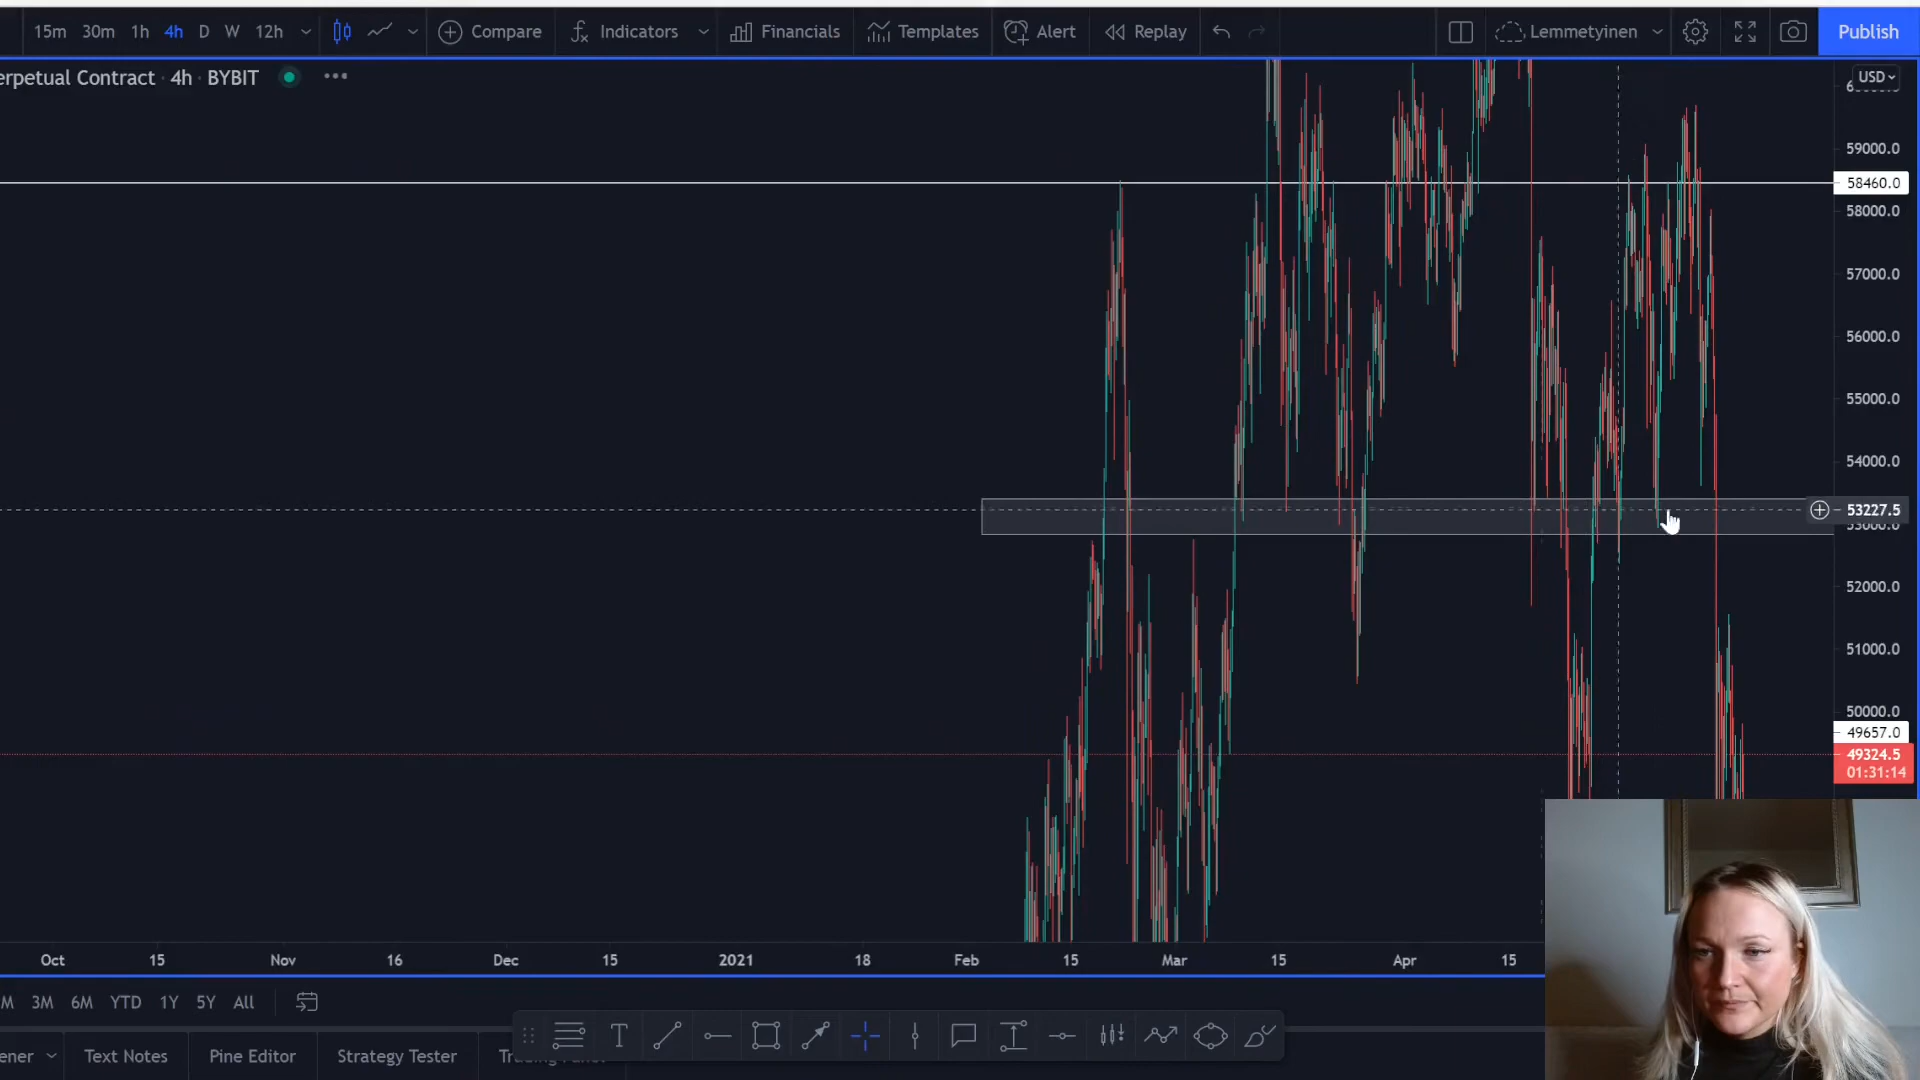 15m 30m 1h 4h D W 12h Compare Indicators Financials Templates Alert Replay Lemmetyinen Publish
erpetual Contract · 4h · BYBIT
USD
59000.0
58460.0
58000.0
57000.0
56000.0
55000.0
54000.0
53227.5
53000.0
52000.0
51000.0
50000.0
49657.0
49324.5
01:31:14
Oct 15 Nov 16 Dec 15 2021 18 Feb 15 Mar 15 Apr 15
M 3M 6M YTD 1Y 5Y All
T
ener Text Notes Pine Editor Strategy Tester